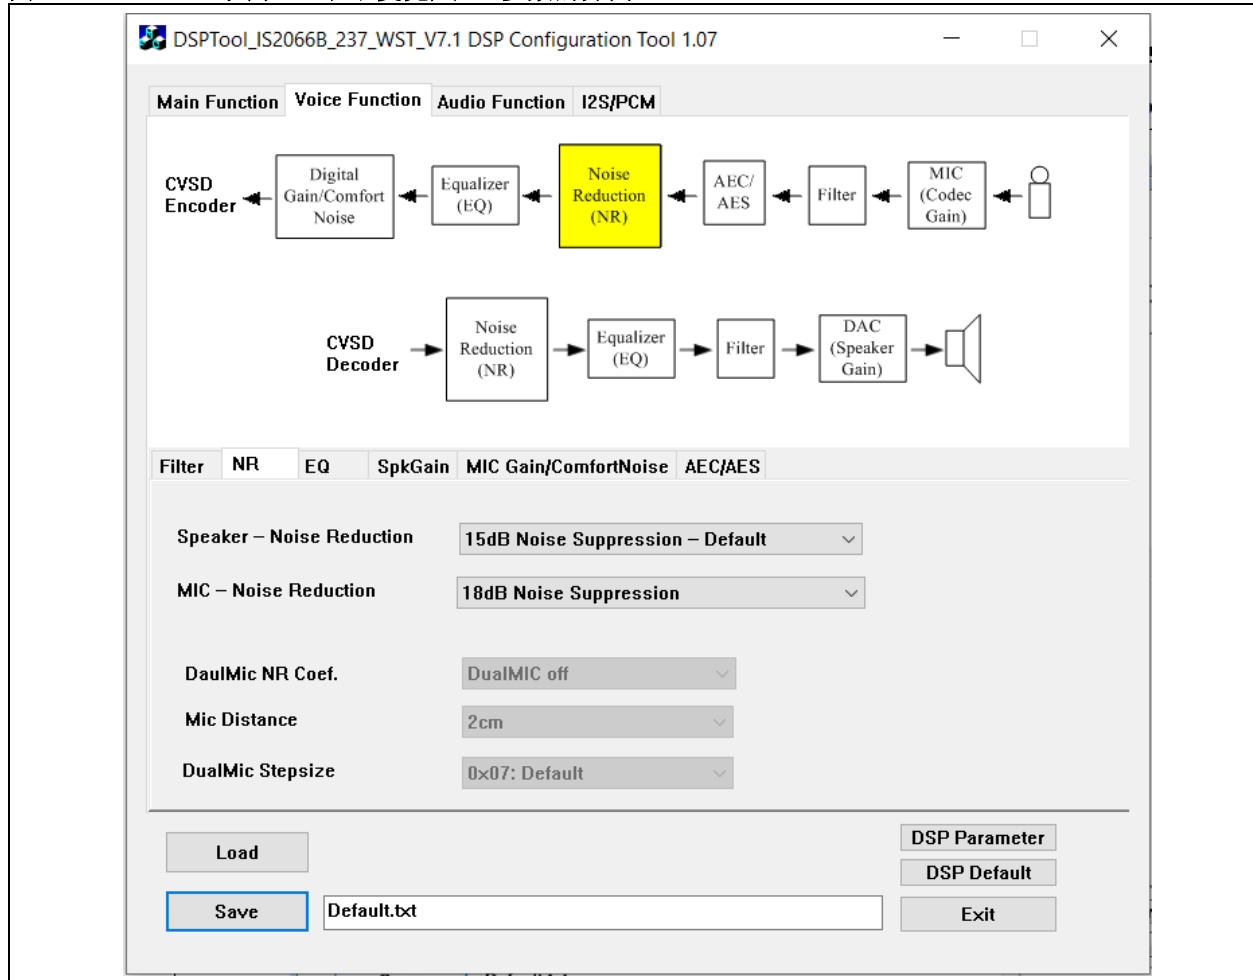 DSPTool_IS2066B_237_WST_V7.1 DSP Configuration Tool 1.07
Main Function Voice Function Audio Function I2S/PCM
CVSD
Encoder
Digital
Gain/Comfort
Noise
Equalizer
(EQ)
Noise
Reduction
(NR)
AEC/
AES
Filter
MIC
(Codec
Gain)
CVSD
Decoder
Noise
Reduction
(NR)
Equalizer
(EQ)
Filter
DAC
(Speaker
Gain)
Filter NR EQ SpkGain MIC Gain/ComfortNoise AEC/AES
Speaker – Noise Reduction 15dB Noise Suppression – Default
MIC – Noise Reduction 18dB Noise Suppression
DaulMic NR Coef. DualMIC off
Mic Distance 2cm
DualMic Stepsize 0x07: Default
Load
DSP Parameter
DSP Default
Save Default.txt Exit